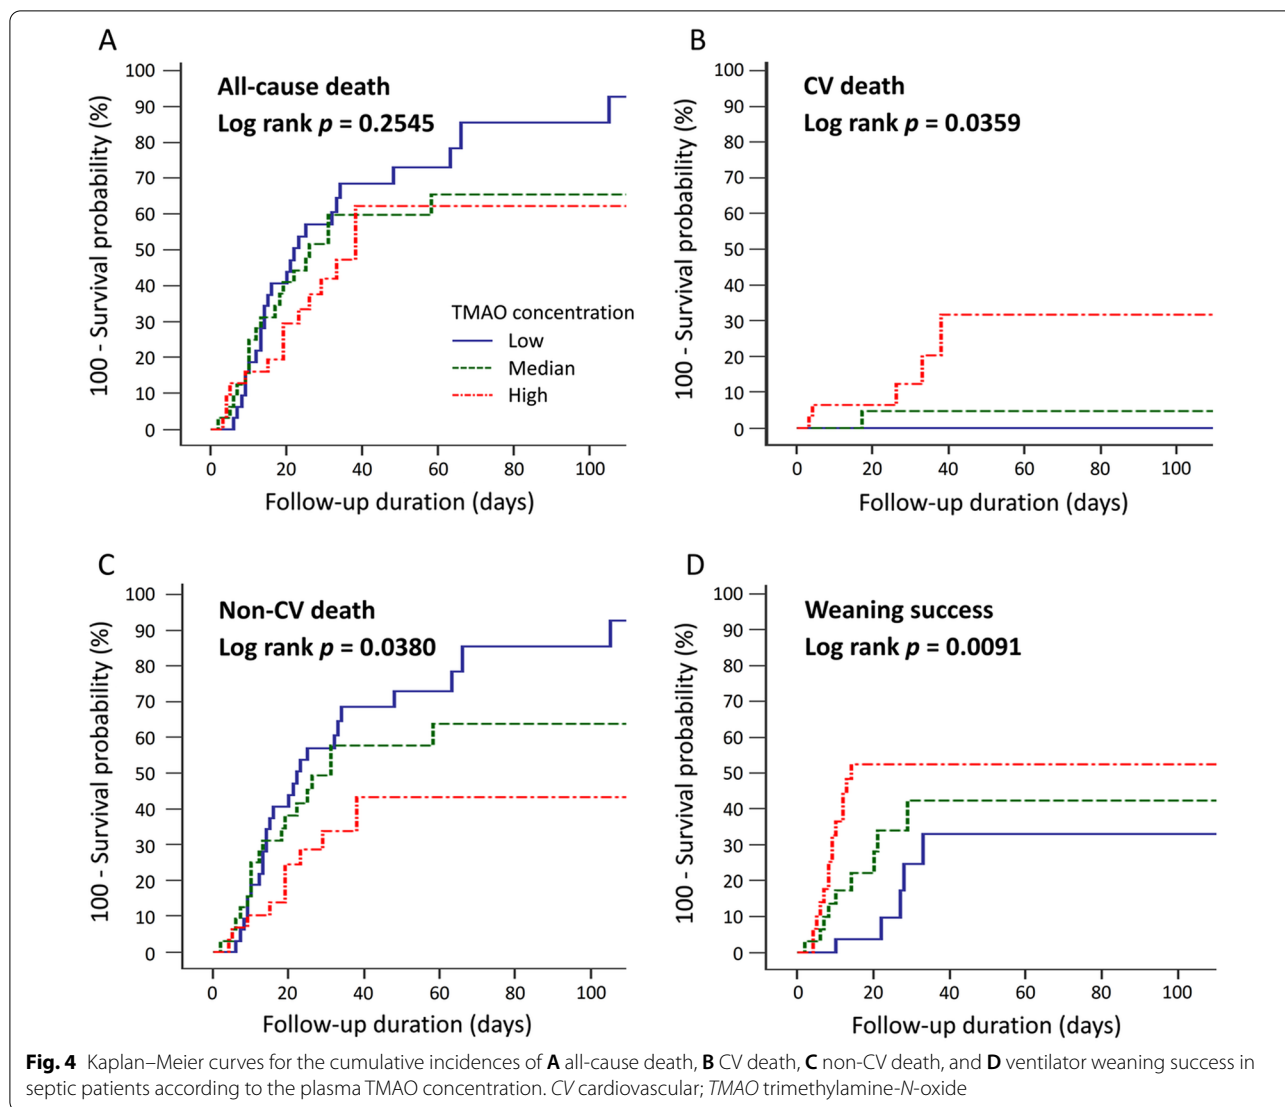 A
All-cause death
Log rank p = 0.2545
100 - Survival probability (%)
100
90
80
70
60
50
40
30
20
10
0
TMAO concentration
Low
Median
High
0 20 40 60 80 100
Follow-up duration (days)
B
CV death
Log rank p = 0.0359
100 - Survival probability (%)
100
90
80
70
60
50
40
30
20
10
0
0 20 40 60 80 100
Follow-up duration (days)
C
Non-CV death
Log rank p = 0.0380
100 - Survival probability (%)
100
90
80
70
60
50
40
30
20
10
0
0 20 40 60 80 100
Follow-up duration (days)
D
Weaning success
Log rank p = 0.0091
100 - Survival probability (%)
100
90
80
70
60
50
40
30
20
10
0
0 20 40 60 80 100
Follow-up duration (days)
Fig. 4 Kaplan–Meier curves for the cumulative incidences of A all-cause death, B CV death, C non-CV death, and D ventilator weaning success in
septic patients according to the plasma TMAO concentration. CV cardiovascular; TMAO trimethylamine-N-oxide